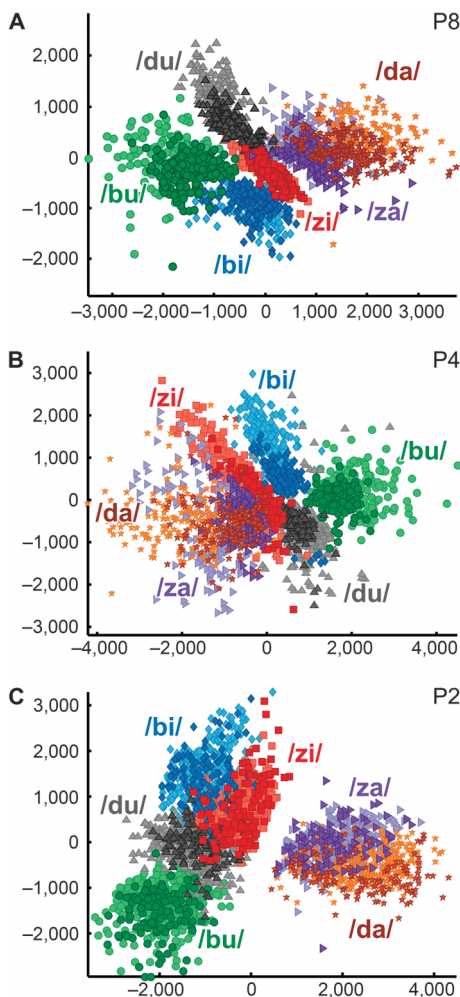 A P8
2,000
/du/
/da/
1,000
0
/bu/
−1,000
/zi/
/za/
−2,000
/bi/
−3,000 −2,000 −1,000 0 1,000 2,000 3,000
B P4
3,000
/bi/
/zi/
2,000
/bu/
1,000
0
/da/
−1,000
−2,000
/za/
/du/
−3,000
−4,000 −2,000 0 2,000 4,000
C P2
3,000
/bi/
/zi/
2,000
/za/
1,000
/du/
0
−1,000
/bu/
/da/
−2,000
−2,000 0 2,000 4,000